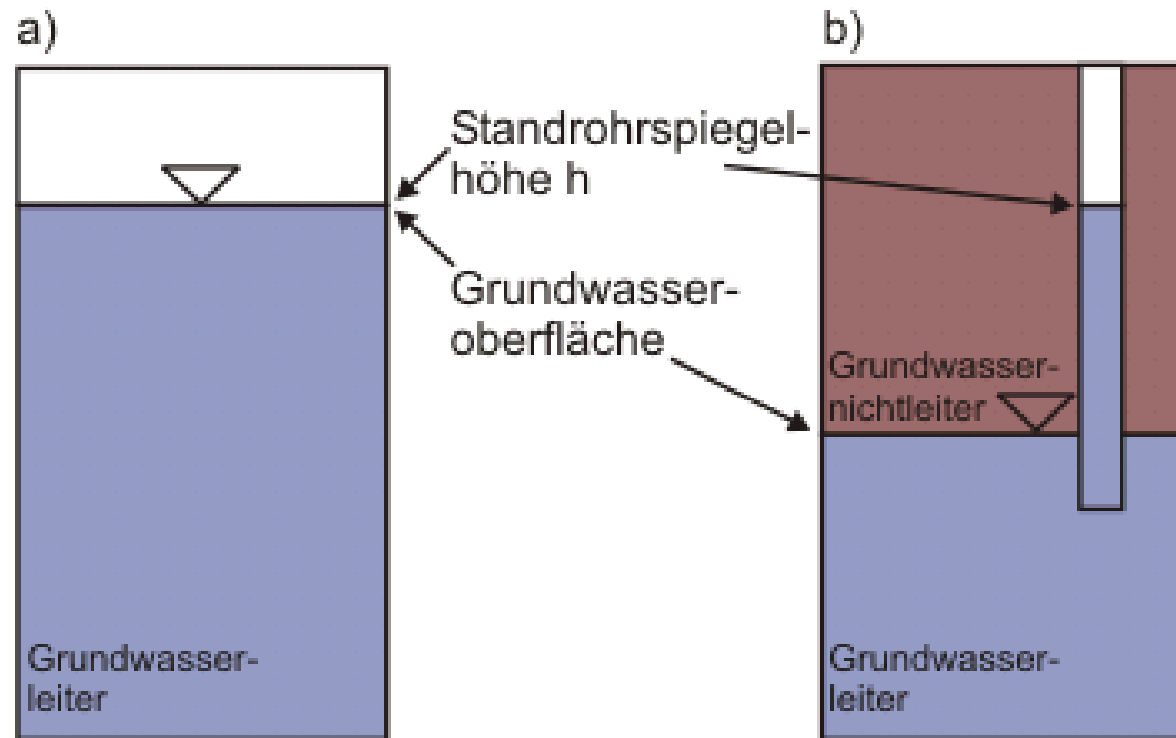 a)
b)
Standrohrspiegel-
höhe h
Grundwasser-
oberfläche
Grundwasser-
nichtleiter
Grundwasser-
leiter
Grundwasser-
leiter